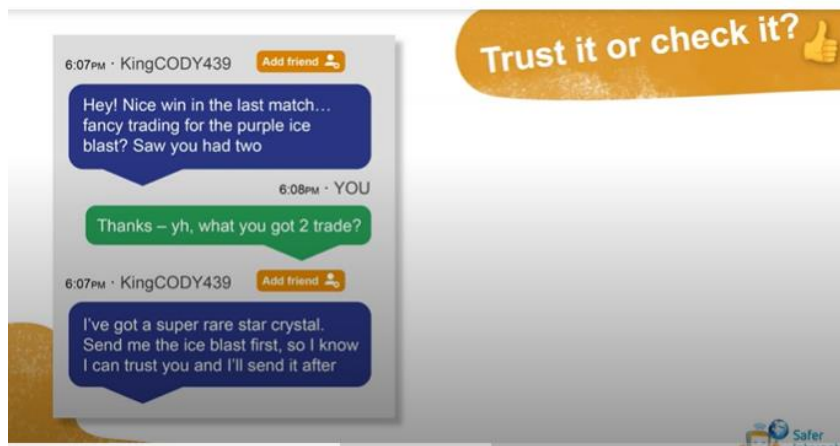 Trust it or check it?
6:07PM · KingCODY439 Add friend
Hey! Nice win in the last match…
fancy trading for the purple ice
blast? Saw you had two
6:08PM · YOU
Thanks – yh, what you got 2 trade?
6:07PM · KingCODY439 Add friend
I've got a super rare star crystal.
Send me the ice blast first, so I know
I can trust you and I'll send it after
Safer